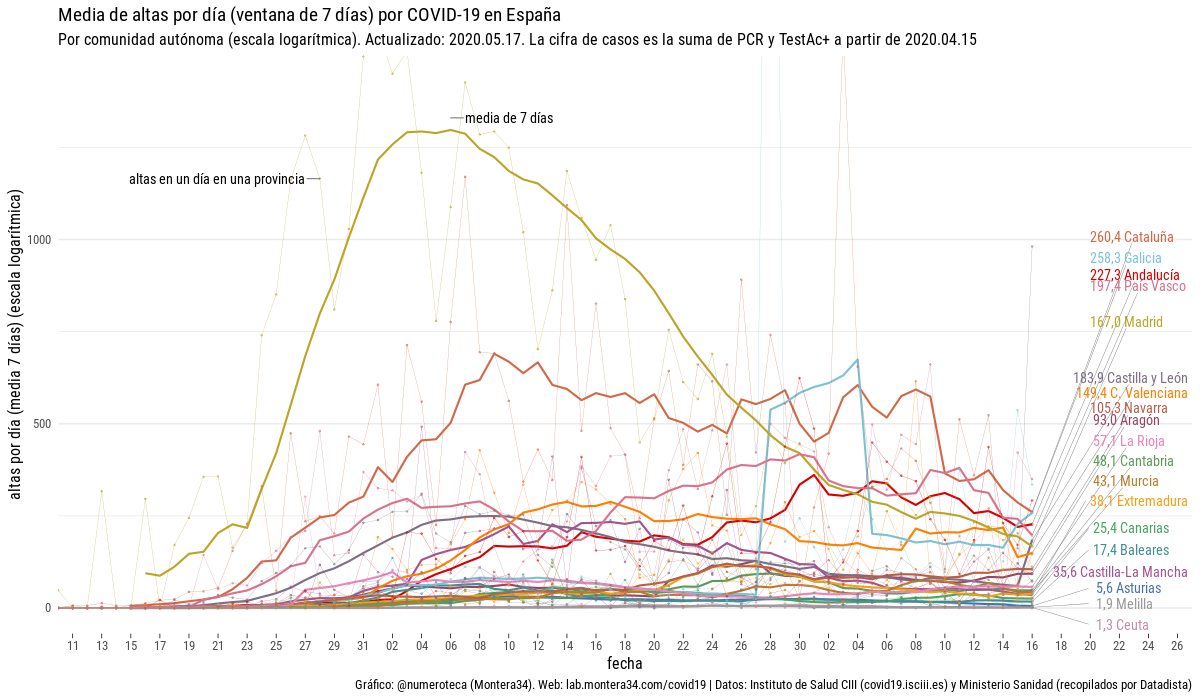 Media de altas por día (ventana de 7 días) por COVID-19 en España
Por comunidad autónoma (escala logarítmica). Actualizado: 2020.05.17. La cifra de casos es la suma de PCR y TestAc+ a partir de 2020.04.15
media de 7 días
altas en un día en una provincia
altas por día (media 7 días) (escala logarítmica)
1000
500
0
260,4 Cataluña
258,3 Galicia
227,3 Andalucía
197,4 País Vasco
167,0 Madrid
183,9 Castilla y León
149,4 C. Valenciana
105,3 Navarra
93,0 Aragón
57,1 La Rioja
48,1 Cantabria
43,1 Murcia
38,1 Extremadura
25,4 Canarias
17,4 Baleares
35,6 Castilla-La Mancha
5,6 Asturias
1,9 Melilla
1,3 Ceuta
11 13 15 17 19 21 23 25 27 29 31 02 04 06 08 10 12 14 16 18 20 22 24 26 28 30 02 04 06 08 10 12 14 16 18 20 22 24 26
fecha
Gráfico: @numeroteca (Montera34). Web: lab.montera34.com/covid19 | Datos: Instituto de Salud CIII (covid19.isciii.es) y Ministerio Sanidad (recopilados por Datadista)